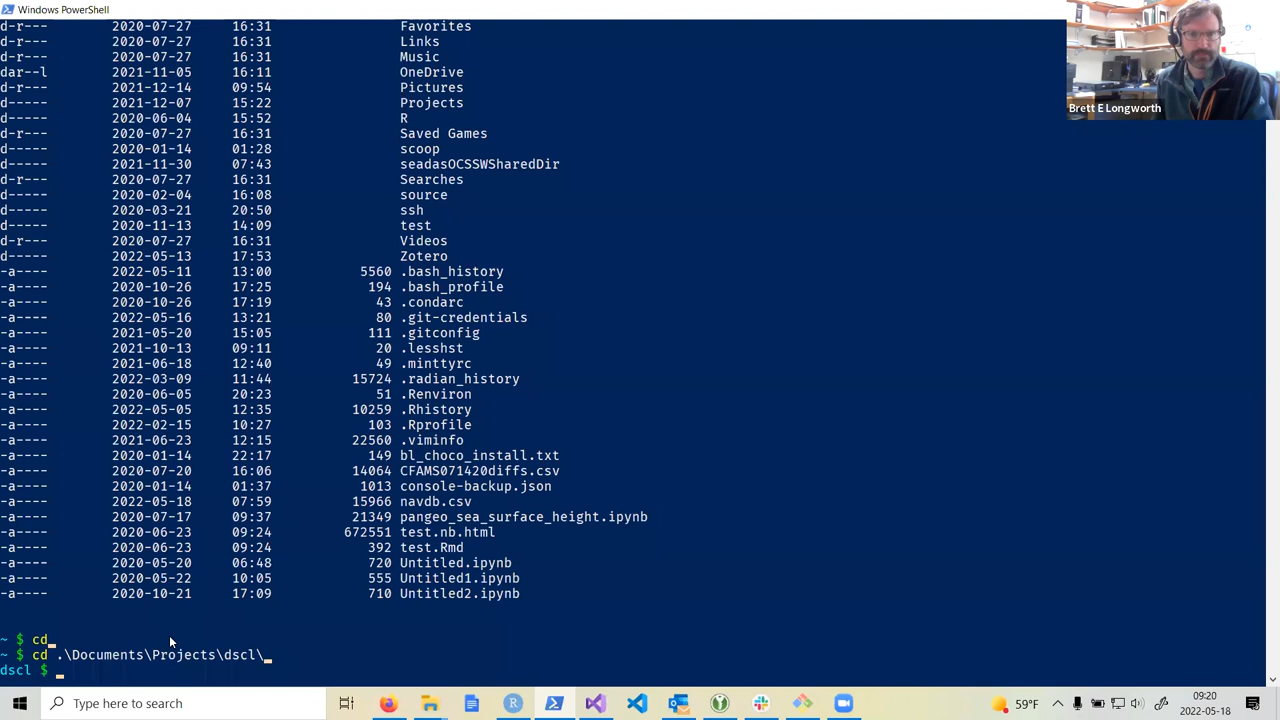 Windows PowerShell
d-r--- 2020-07-27 16:31 Favorites
d-r--- 2020-07-27 16:31 Links
d-r--- 2020-07-27 16:31 Music
dar--l 2021-11-05 16:11 OneDrive
d-r--- 2021-12-14 09:54 Pictures
d----- 2021-12-07 15:22 Projects
d----- 2020-06-04 15:52 R
d-r--- 2020-07-27 16:31 Saved Games
d----- 2020-01-14 01:28 scoop
d----- 2021-11-30 07:43 seadasOCSSWSharedDir
d-r--- 2020-07-27 16:31 Searches
d----- 2020-02-04 16:08 source
d----- 2020-03-21 20:50 ssh
d----- 2020-11-13 14:09 test
d-r--- 2020-07-27 16:31 Videos
d----- 2022-05-13 17:53 Zotero
-a---- 2022-05-11 13:00 5560 .bash_history
-a---- 2020-10-26 17:25 194 .bash_profile
-a---- 2020-10-26 17:19 43 .condarc
-a---- 2022-05-16 13:21 80 .git-credentials
-a---- 2021-05-20 15:05 111 .gitconfig
-a---- 2021-10-13 09:11 20 .lesshst
-a---- 2021-06-18 12:40 49 .minttyrc
-a---- 2022-03-09 11:44 15724 .radian_history
-a---- 2020-06-05 20:23 51 .Renviron
-a---- 2022-05-05 12:35 10259 .Rhistory
-a---- 2022-02-15 10:27 103 .Rprofile
-a---- 2021-06-23 12:15 22560 .viminfo
-a---- 2020-01-14 22:17 149 bl_choco_install.txt
-a---- 2020-07-20 16:06 14064 CFAMS071420diffs.csv
-a---- 2020-01-14 01:37 1013 console-backup.json
-a---- 2022-05-18 07:59 15966 navdb.csv
-a---- 2020-07-17 09:37 21349 pangeo_sea_surface_height.ipynb
-a---- 2020-06-23 09:24 672551 test.nb.html
-a---- 2020-06-23 09:24 392 test.Rmd
-a---- 2020-05-20 06:48 720 Untitled.ipynb
-a---- 2020-05-22 10:05 555 Untitled1.ipynb
-a---- 2020-10-21 17:09 710 Untitled2.ipynb
~ $ cd
~ $ cd .\Documents\Projects\dscl\
dscl $
Brett E Longworth
Type here to search
59°F
09:20
2022-05-18